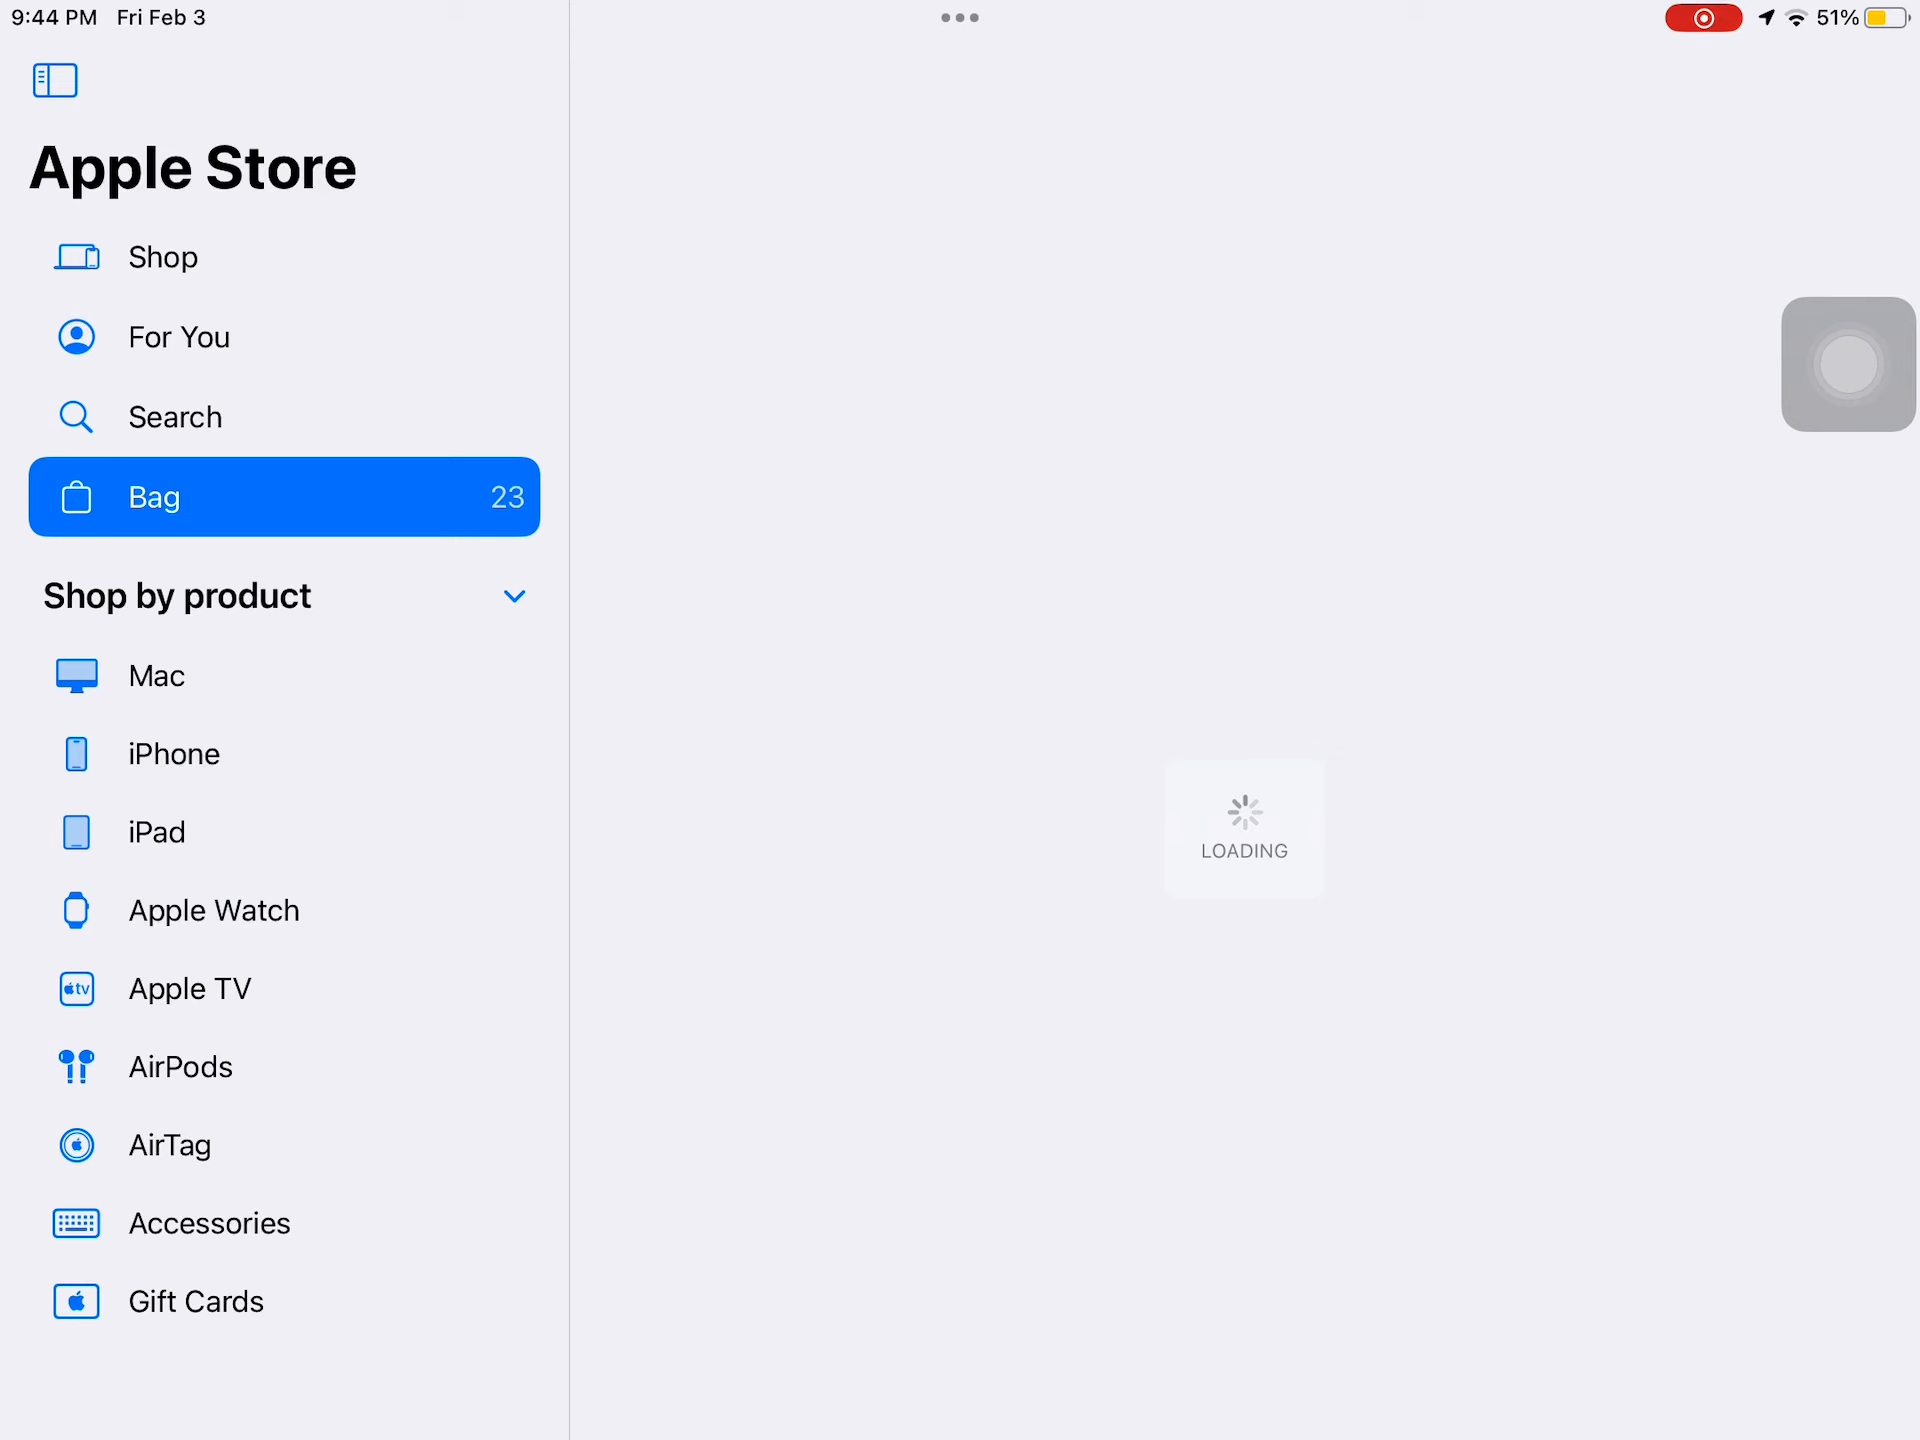 9:44 PM Fri Feb 3
51%
Apple Store
Shop
For You
Search
Bag 23
Shop by product
Mac
iPhone
iPad
Apple Watch
tv Apple TV
AirPods
AirTag
Accessories
Gift Cards
LOADING